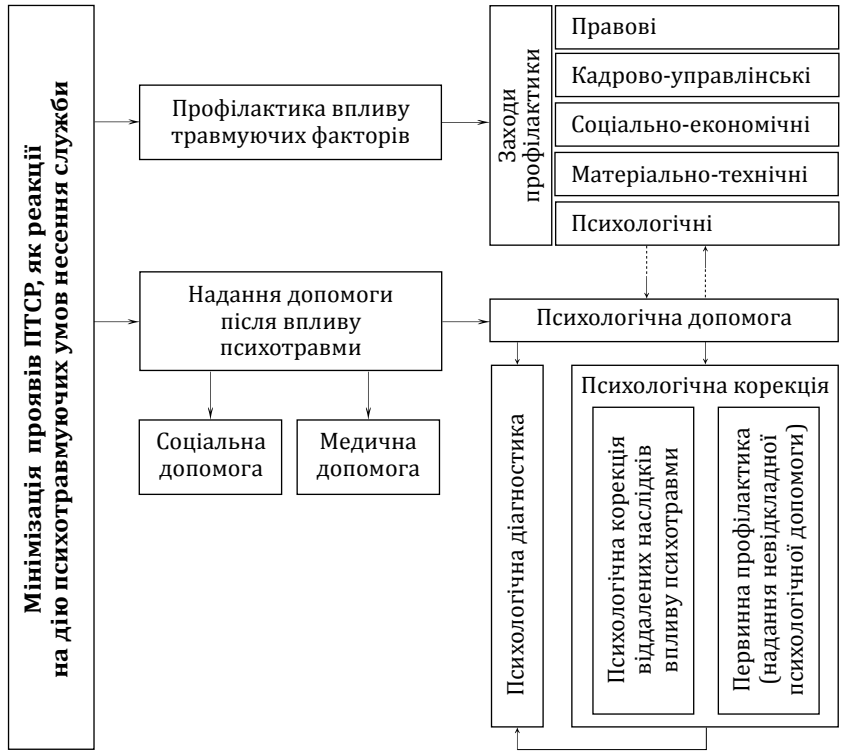 Мінімізація проявів ПТСР, як реакції
на дію психотравмуючих умов несення служби
Профілактика впливу
травмуючих факторів
Заходи
профілактики
Правові
Кадрово-управлінські
Соціально-економічні
Матеріально-технічні
Психологічні
Надання допомоги
після впливу
психотравми
Психологічна допомога
Соціальна
допомога
Медична
допомога
Психологічна діагностика
Психологічна корекція
Психологічна корекція
віддалених наслідків
впливу психотравми
Первинна профілактика
(надання невідкладної
психологічної допомоги)